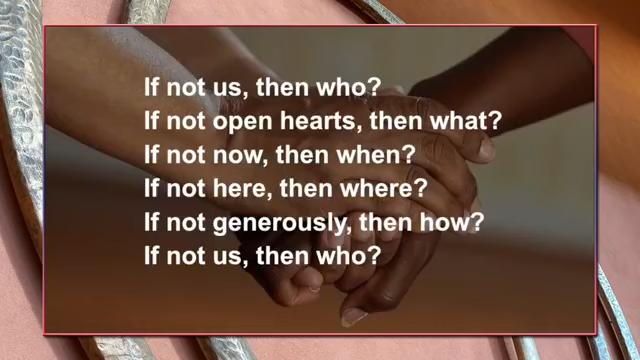 If not us, then who?
If not open hearts, then what?
If not now, then when?
If not here, then where?
If not generously, then how?
If not us, then who?